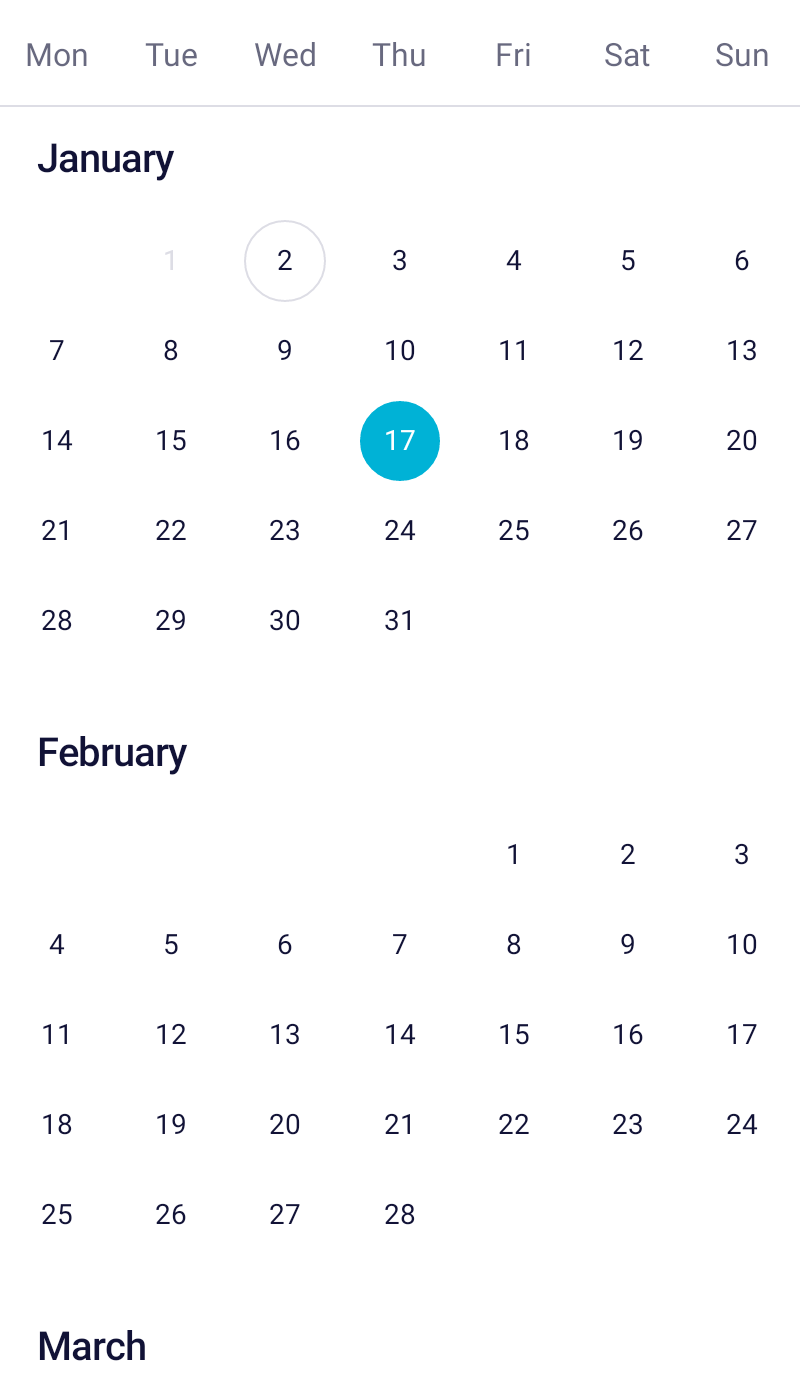 Mon Tue Wed Thu Fri Sat Sun
January
1 2 3 4 5 6
7 8 9 10 11 12 13
14 15 16 17 18 19 20
21 22 23 24 25 26 27
28 29 30 31
February
1 2 3
4 5 6 7 8 9 10
11 12 13 14 15 16 17
18 19 20 21 22 23 24
25 26 27 28
March